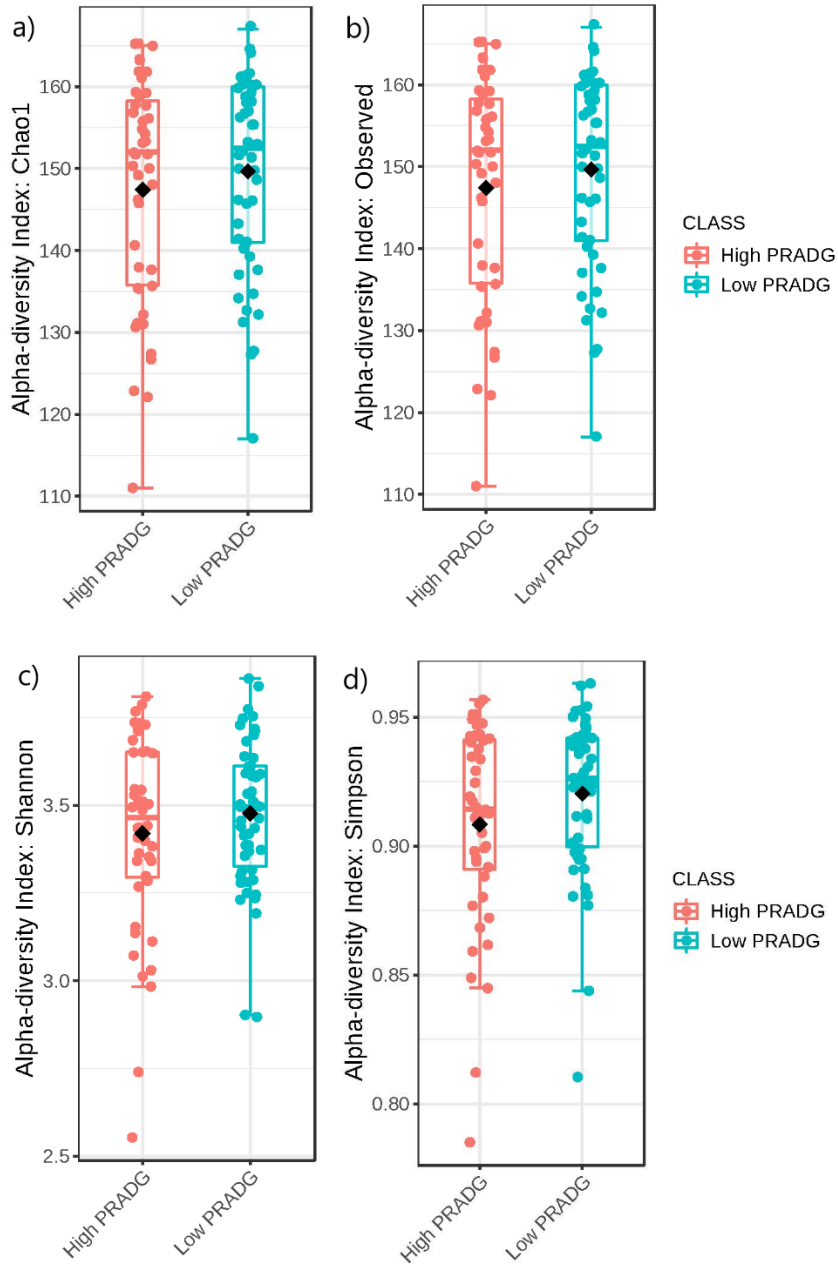 a)
Alpha-diversity Index: Chao1
160
150
140
130
120
110
High PRADG
Low PRADG
b)
Alpha-diversity Index: Observed
160
150
140
130
120
110
High PRADG
Low PRADG
CLASS
High PRADG
Low PRADG
c)
Alpha-diversity Index: Shannon
3.5
3.0
2.5
High PRADG
Low PRADG
d)
Alpha-diversity Index: Simpson
0.95
0.90
0.85
0.80
High PRADG
Low PRADG
CLASS
High PRADG
Low PRADG